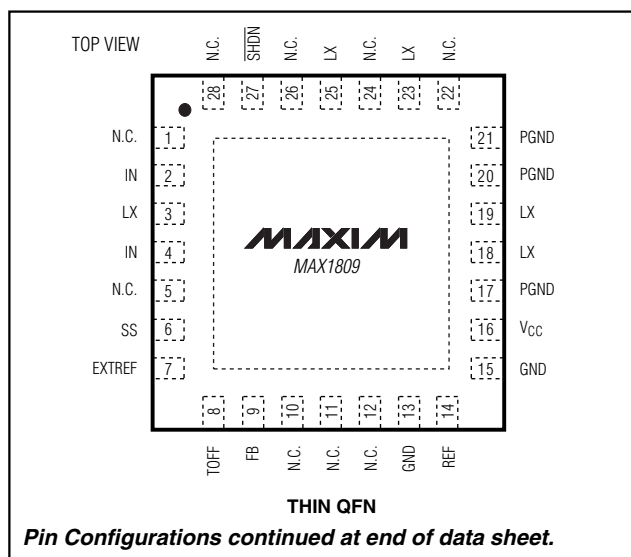 TOP VIEW
N.C.
SHDN
N.C.
LX
N.C.
LX
N.C.
28
27
26
25
24
23
22
N.C. 1
IN 2
LX 3
IN 4
N.C. 5
SS 6
EXTREF 7
MAXIM
MAX1809
21 PGND
20 PGND
19 LX
18 LX
17 PGND
16 VCC
15 GND
8
9
10
11
12
13
14
TOFF
FB
N.C.
N.C.
N.C.
GND
REF
THIN QFN
Pin Configurations continued at end of data sheet.